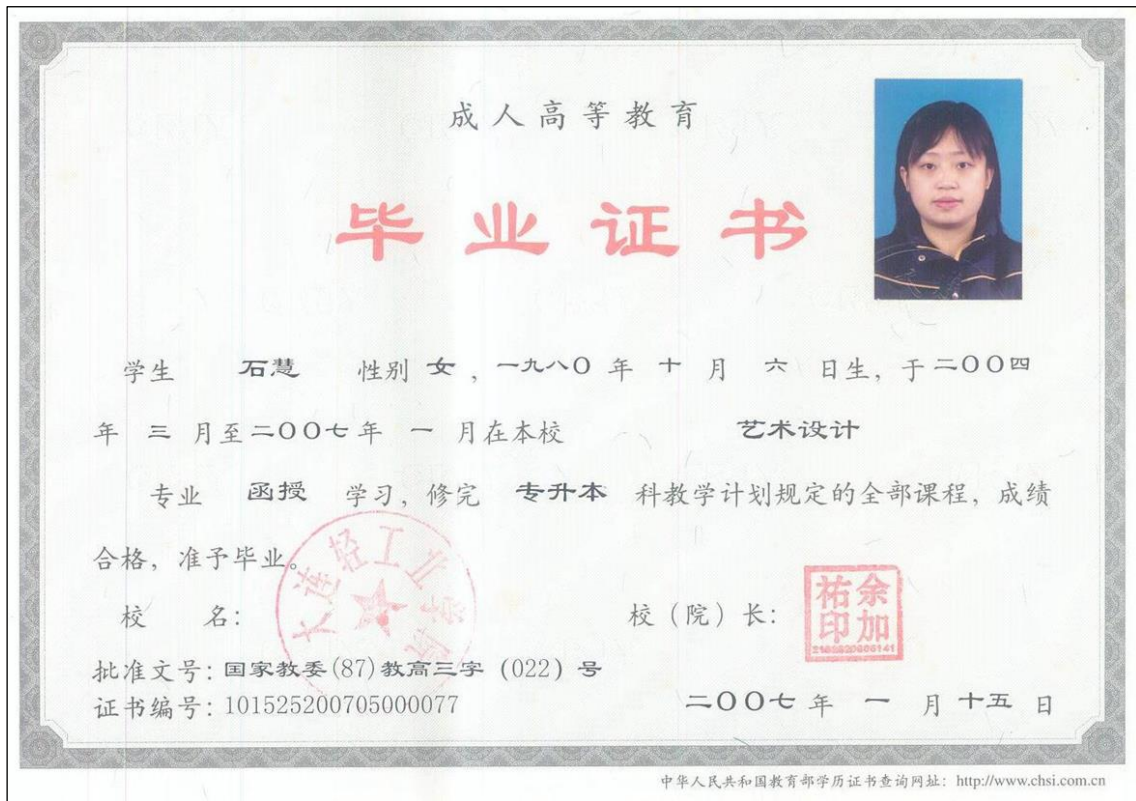 成人高等教育
毕业证书
学生 石慧 性别 女，一九八〇年 十 月 六 日生，于二〇〇四
年 三 月至二〇〇七年 一 月在本校 艺术设计
专业 函授 学习，修完 专升本 科教学计划规定的全部课程，成绩
合格，准予毕业。
大连轻工业学院
校 名： 校（院）长：
余加祐印
批准文号：国家教委(87)教高三字（022）号
证书编号：101525200705000077 二〇〇七年 一 月十五日
中华人民共和国教育部学历证书查询网址：http://www.chsi.com.cn